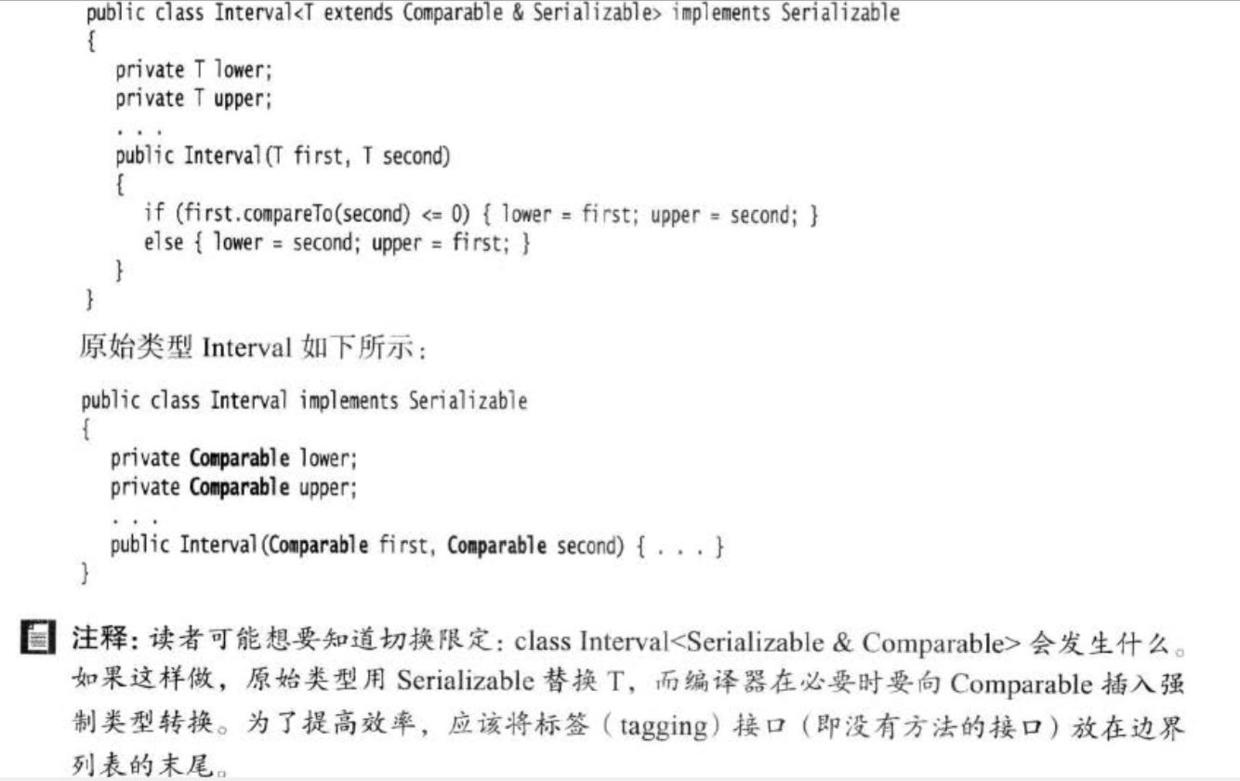 public class Interval<T extends Comparable & Serializable> implements Serializable
{
private T lower;
private T upper;
. . .
public Interval(T first, T second)
{
if (first.compareTo(second) <= 0) { lower = first; upper = second; }
else { lower = second; upper = first; }
}
}
原始类型 Interval 如下所示：
public class Interval implements Serializable
{
private Comparable lower;
private Comparable upper;
. . .
public Interval(Comparable first, Comparable second) { . . . }
}
注释：读者可能想要知道切换限定：class Interval<Serializable & Comparable> 会发生什么。
如果这样做，原始类型用 Serializable 替换 T，而编译器在必要时要向 Comparable 插入强
制类型转换。为了提高效率，应该将标签（tagging）接口（即没有方法的接口）放在边界
列表的末尾。